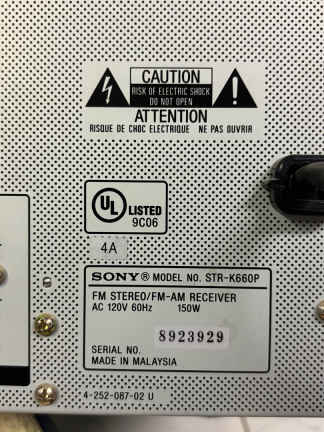 CAUTION
RISK OF ELECTRIC SHOCK
DO NOT OPEN
ATTENTION
RISQUE DE CHOC ELECTRIQUE NE PAS OUVRIR
UL LISTED
®
9C06
4A
SONY® MODEL NO. STR-K660P
FM STEREO/FM-AM RECEIVER
AC 120V 60Hz 150W
8923929
SERIAL NO.
MADE IN MALAYSIA
4-252-087-02 U